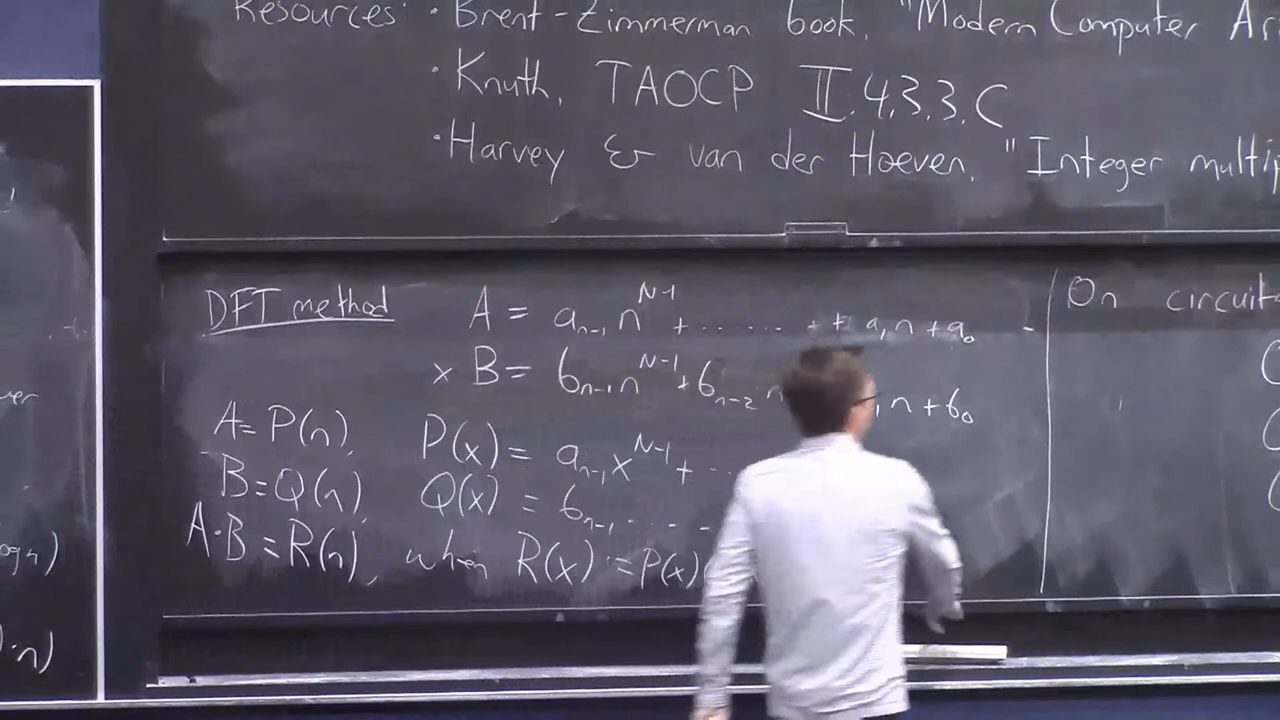 Resources: · Brent-Zimmerman book, "Modern Computer Ar
· Knuth, TAOCP II.4.3.3.C
· Harvey & van der Hoeven, "Integer multip
DFT method
A = a_{n-1} n^{N-1} + ...... + + a_1 n + a_0
× B = b_{n-1} n^{N-1} + b_{n-2} n n + b_0
A = P(n), P(x) = a_{n-1} x^{N-1} + ..
B = Q(n), Q(x) = b_{n-1} ....
A·B = R(n), when R(x) = P(x)
On circuit